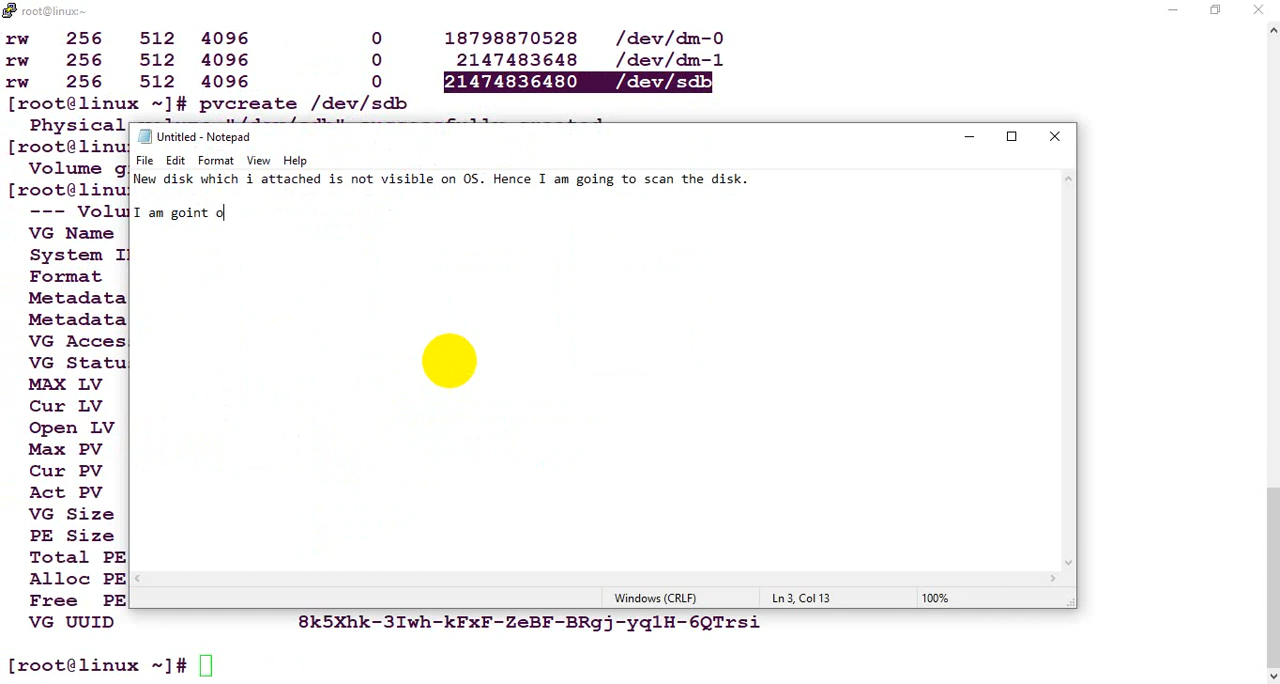 root@linux:~
rw 256 512 4096 0 18798870528 /dev/dm-0
rw 256 512 4096 0 2147483648 /dev/dm-1
rw 256 512 4096 0 21474836480 /dev/sdb
[root@linux ~]# pvcreate /dev/sdb
Physical volume "/dev/sdb" successfully created
[root@linu
Volume g
[root@linu
--- Volu
VG Name
System I
Format
Metadata
Metadata
VG Acces
VG Statu
MAX LV
Cur LV
Open LV
Max PV
Cur PV
Act PV
VG Size
PE Size
Total PE
Alloc PE
Free PE
VG UUID 8k5Xhk-3Iwh-kFxF-ZeBF-BRgj-yq1H-6QTrsi
[root@linux ~]#
Untitled - Notepad
File Edit Format View Help
New disk which i attached is not visible on OS. Hence I am going to scan the disk.
I am goint o
Windows (CRLF) Ln 3, Col 13 100%